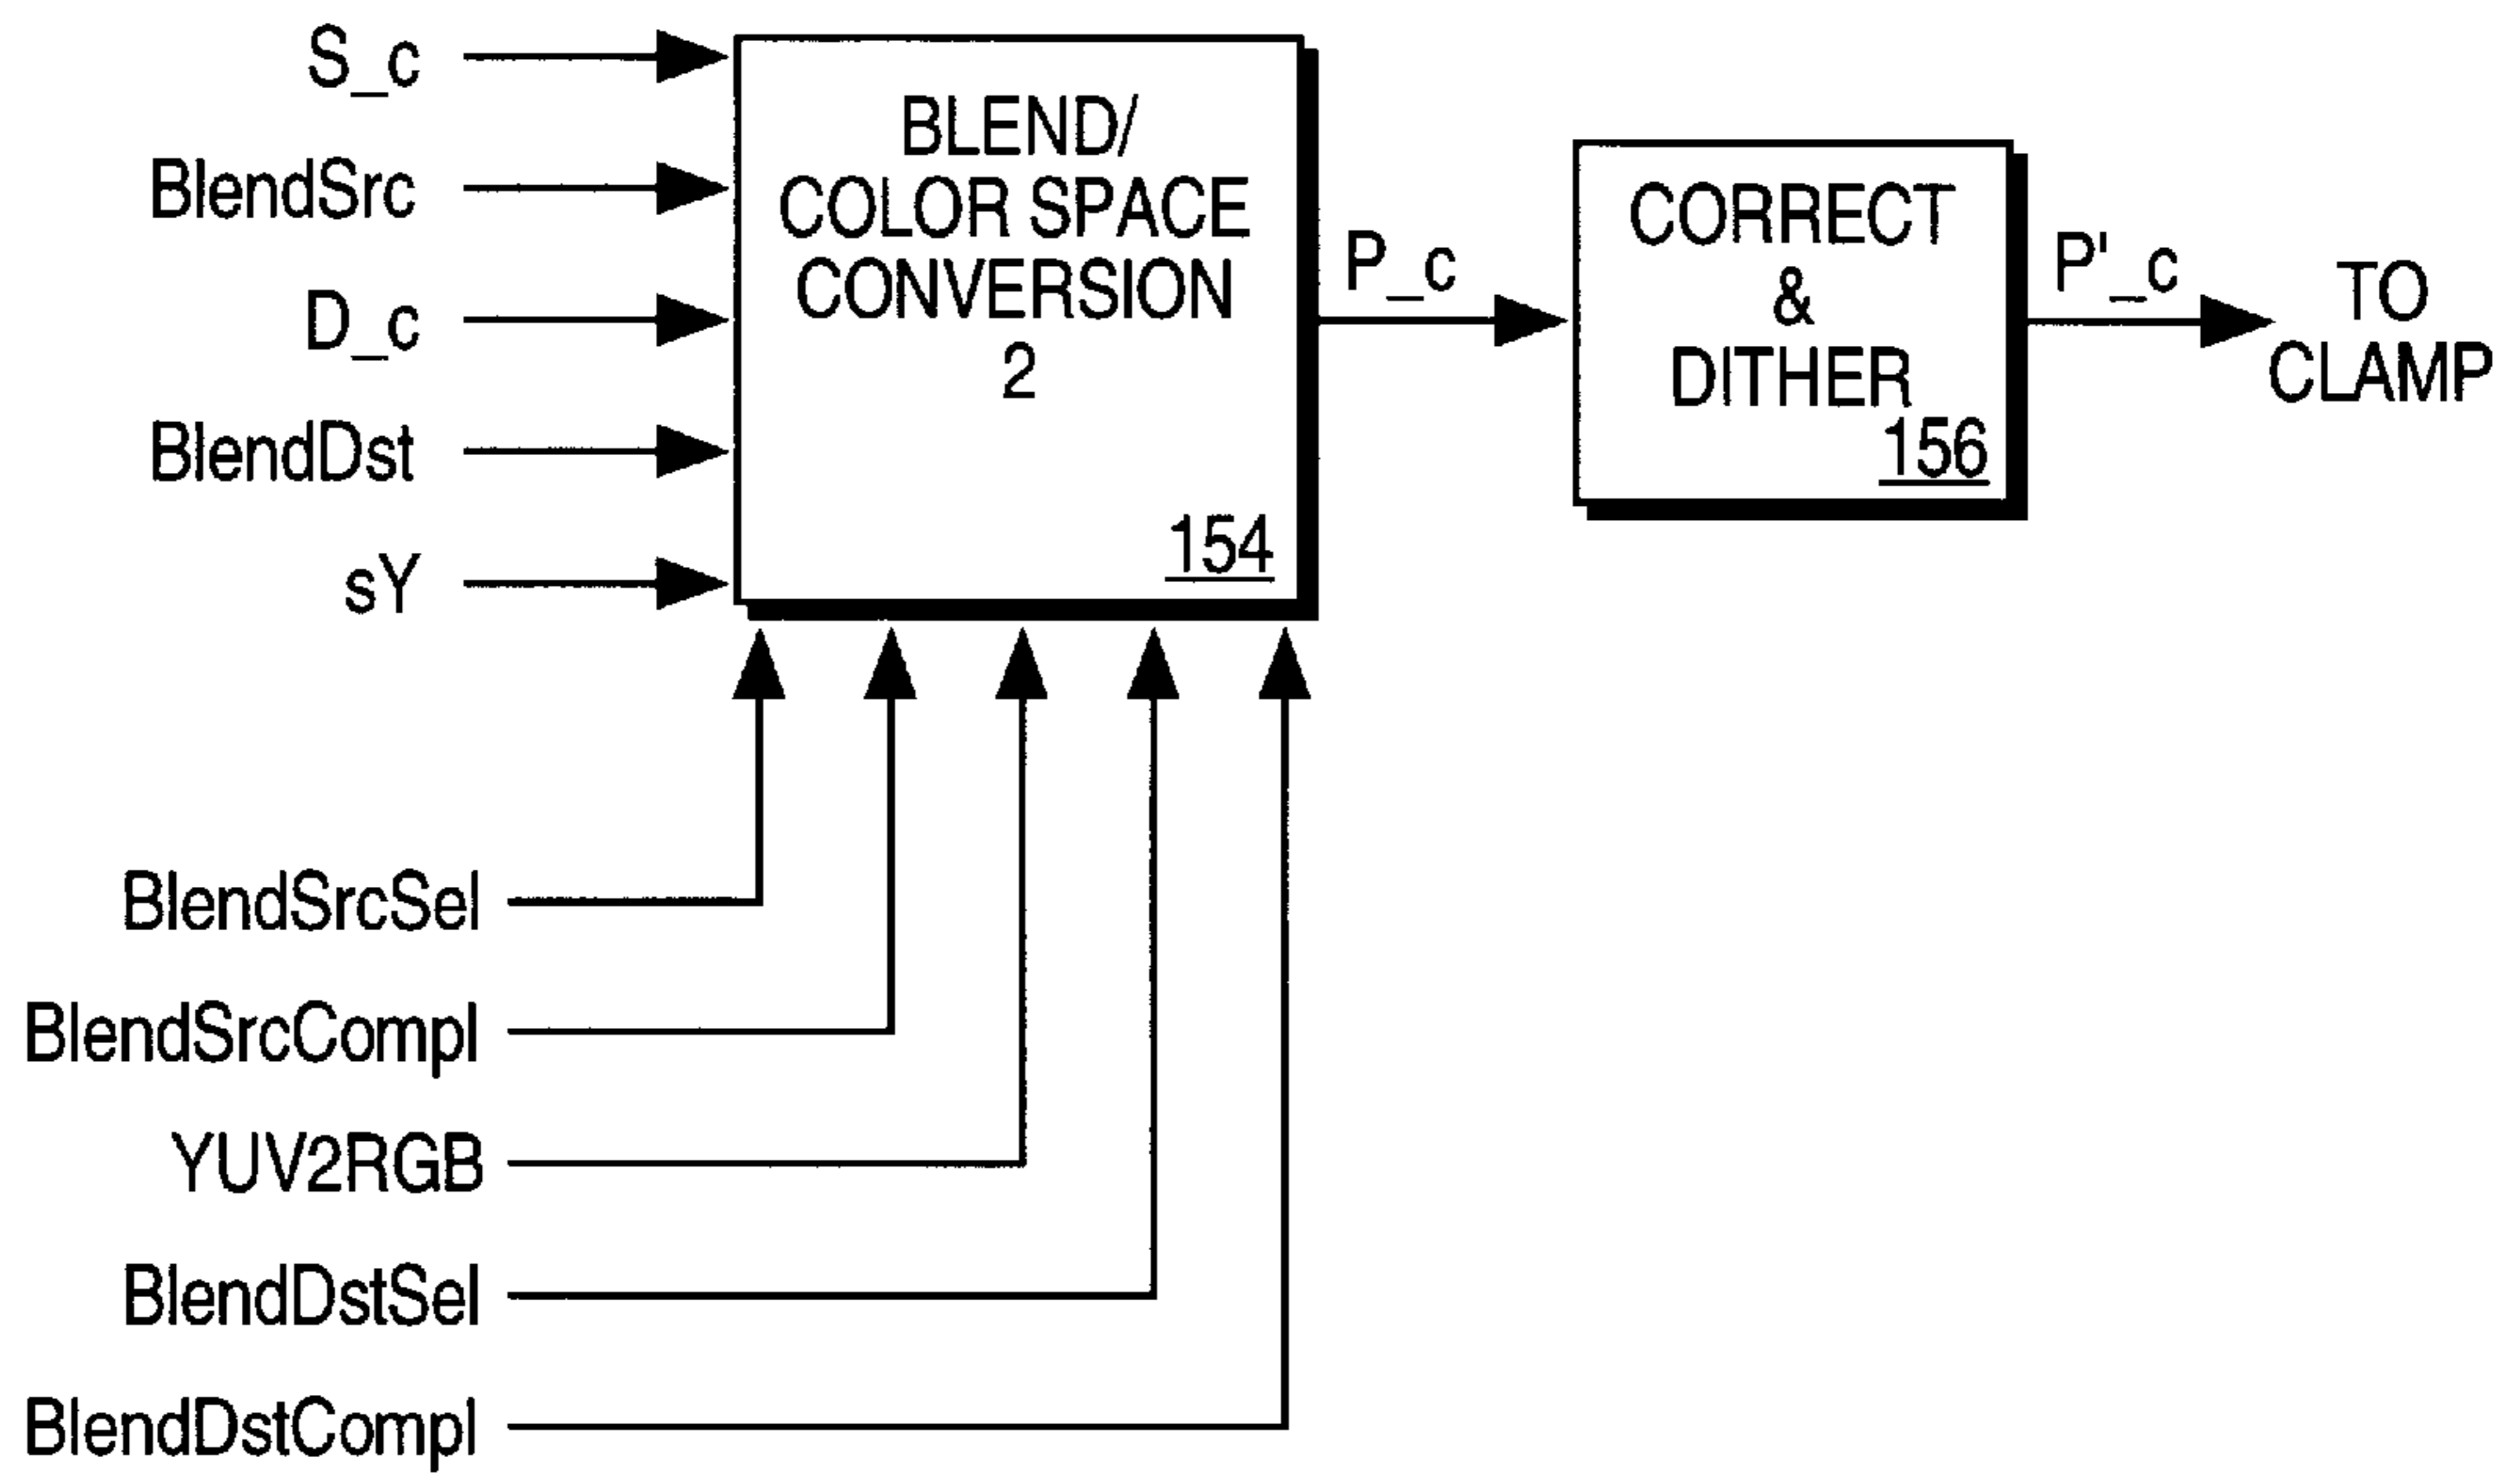 S_c
BlendSrc
D_c
BlendDst
sY
BLEND/
COLOR SPACE
CONVERSION
2
154
P_c
CORRECT
&
DITHER
156
P'_c
TO
CLAMP
BlendSrcSel
BlendSrcCompl
YUV2RGB
BlendDstSel
BlendDstCompl